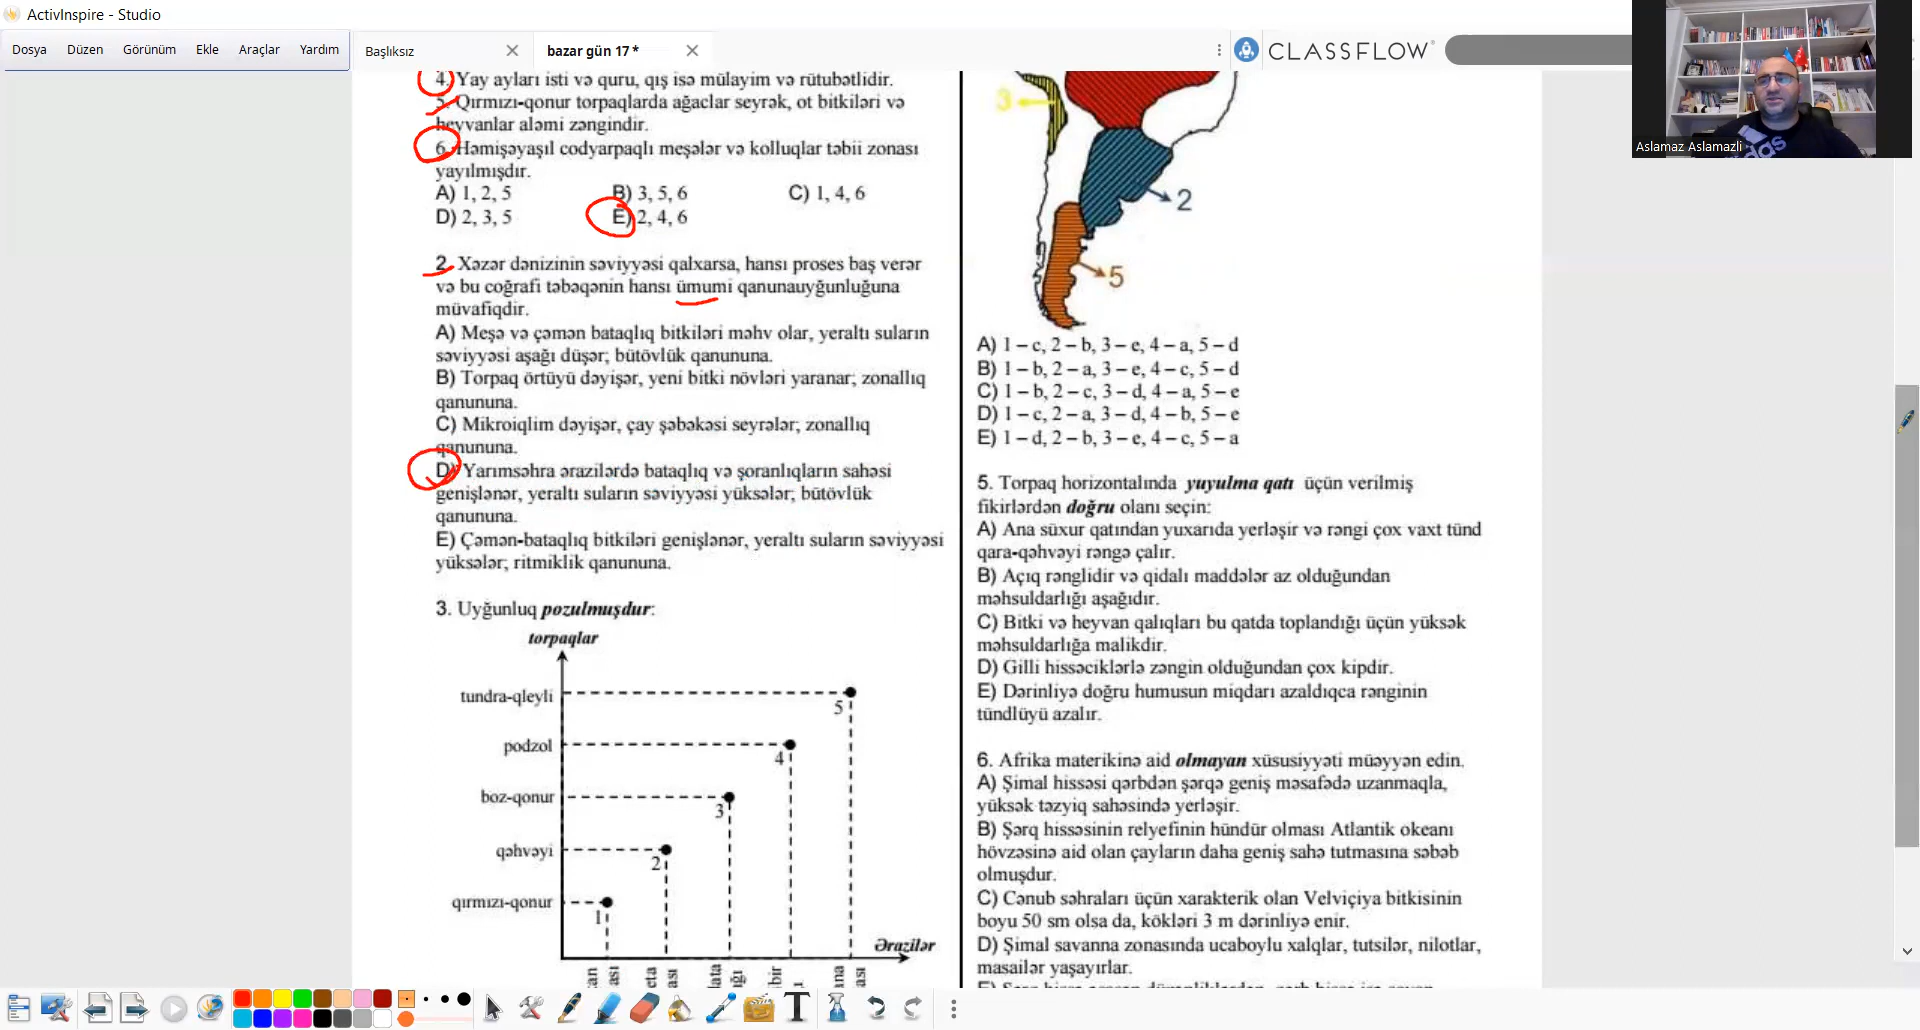 ActivInspire - Studio
Dosya Düzen Görünüm Ekle Araçlar Yardım
Başlıksız
bazar gün 17 *
CLASSFLOW
Aslamaz Aslamazli
4. Yay ayları isti və quru, qış isə mülayim və rütubətlidir.
5. Qırmızı-qonur torpaqlarda ağaclar seyrək, ot bitkiləri və
heyvanlar aləmi zəngindir.
6. Həmişəyaşıl codyarpaqlı meşələr və kolluqlar təbii zonası
yayılmışdır.
A) 1, 2, 5 B) 3, 5, 6 C) 1, 4, 6
D) 2, 3, 5 E) 2, 4, 6
2. Xəzər dənizinin səviyyəsi qalxarsa, hansı proses baş verər
və bu coğrafi təbəqənin hansı ümumi qanunauyğunluğuna
müvafiqdir.
A) Meşə və çəmən bataqlıq bitkiləri məhv olar, yeraltı suların
səviyyəsi aşağı düşər; bütövlük qanununa.
B) Torpaq örtüyü dəyişər, yeni bitki növləri yaranar; zonallıq
qanununa.
C) Mikroiqlim dəyişər, çay şəbəkəsi seyrələr; zonallıq
qanununa.
D) Yarımsəhra ərazilərdə bataqlıq və şoranlıqların sahəsi
genişlənər, yeraltı suların səviyyəsi yüksələr; bütövlük
qanununa.
E) Çəmən-bataqlıq bitkiləri genişlənər, yeraltı suların səviyyəsi
yüksələr; ritmiklik qanununa.
3. Uyğunluq pozulmuşdur:
torpaqlar
tundra-qleyli
5
podzol
4
boz-qonur
3
qəhvəyi
2
qırmızı-qonur
1
Ərazilər
3
2
5
A) 1 – c, 2 – b, 3 – e, 4 – a, 5 – d
B) 1 – b, 2 – a, 3 – e, 4 – c, 5 – d
C) 1 – b, 2 – c, 3 – d, 4 – a, 5 – e
D) 1 – c, 2 – a, 3 – d, 4 – b, 5 – e
E) 1 – d, 2 – b, 3 – e, 4 – c, 5 – a
5. Torpaq horizontalında yuyulma qatı üçün verilmiş
fikirlərdən doğru olanı seçin:
A) Ana süxur qatından yuxarıda yerləşir və rəngi çox vaxt tünd
qara-qəhvəyi rəngə çalır.
B) Açıq rənglidir və qidalı maddələr az olduğundan
məhsuldarlığı aşağıdır.
C) Bitki və heyvan qalıqları bu qatda toplandığı üçün yüksək
məhsuldarlığa malikdir.
D) Gilli hissəciklərlə zəngin olduğundan çox kipdir.
E) Dərinliyə doğru humusun miqdarı azaldıqca rənginin
tündlüyü azalır.
6. Afrika materikinə aid olmayan xüsusiyyəti müəyyən edin.
A) Şimal hissəsi qərbdən şərqə geniş məsafədə uzanmaqla,
yüksək təzyiq sahəsində yerləşir.
B) Şərq hissəsinin relyefinin hündür olması Atlantik okeanı
hövzəsinə aid olan çayların daha geniş sahə tutmasına səbəb
olmuşdur.
C) Cənub səhraları üçün xarakterik olan Velviçiya bitkisinin
boyu 50 sm olsa da, kökləri 3 m dərinliyə enir.
D) Şimal savanna zonasında ucaboylu xalqlar, tutsilər, nilotlar,
masailər yaşayırlar.